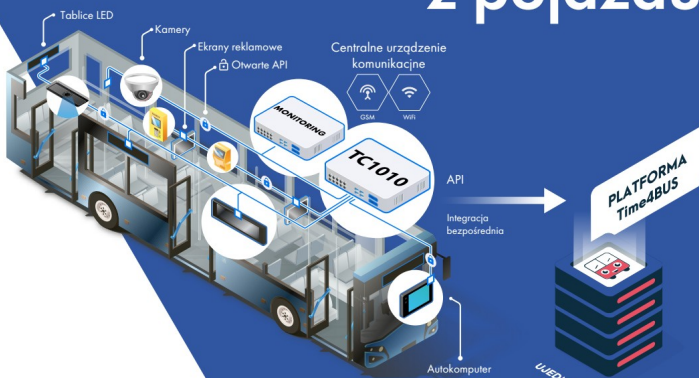 z pojazdu
Tablice LED
Kamery
Ekrany reklamowe
Otwarte API
Centralne urządzenie
komunikacyjne
GSM
WiFi
MONITORING
TC1010
API
Integracja
bezpośrednia
PLATFORMA
Time4BUS
Autokomputer